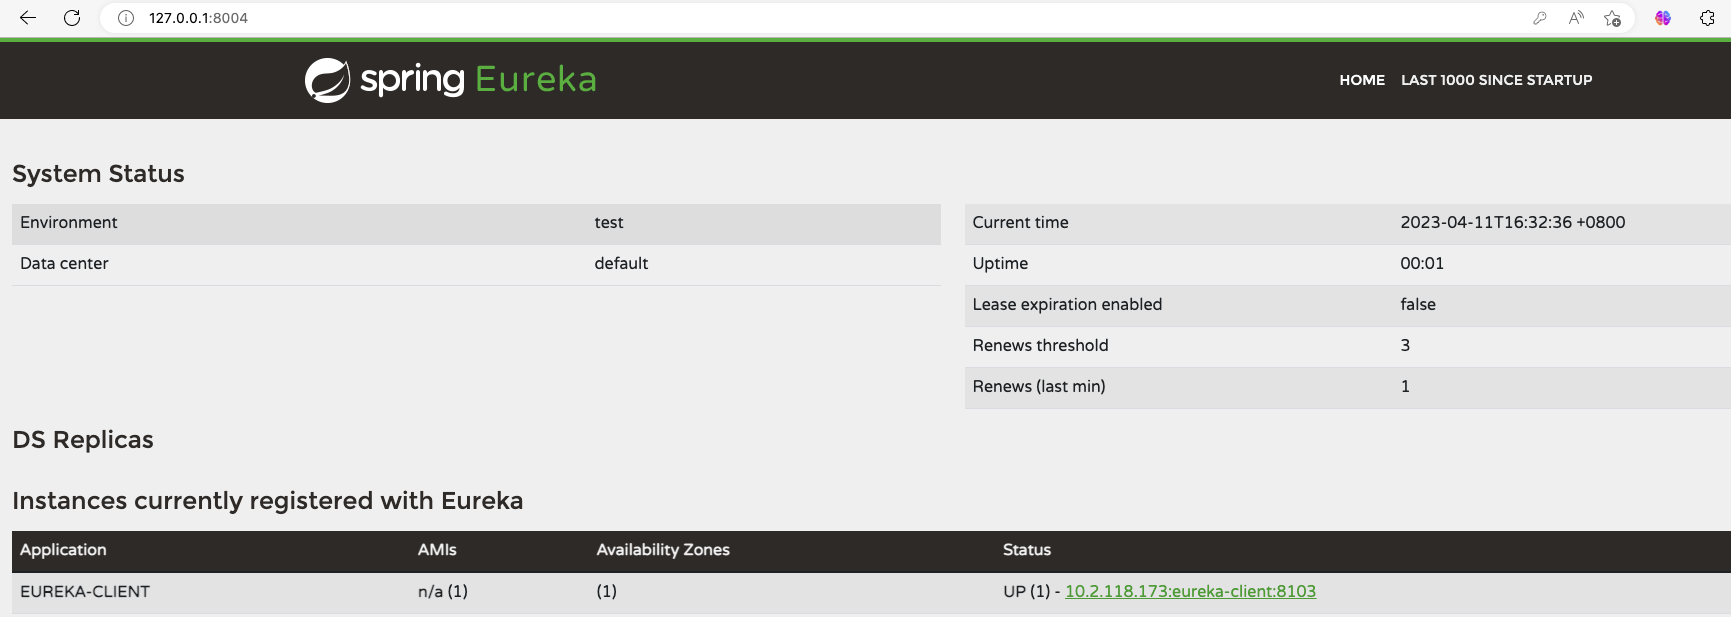 127.0.0.1:8004
spring Eureka
HOME LAST 1000 SINCE STARTUP
System Status
Environment test
Data center default
Current time 2023-04-11T16:32:36 +0800
Uptime 00:01
Lease expiration enabled false
Renews threshold 3
Renews (last min) 1
DS Replicas
Instances currently registered with Eureka
Application AMIs Availability Zones Status
EUREKA-CLIENT n/a (1) (1) UP (1) - 10.2.118.173:eureka-client:8103